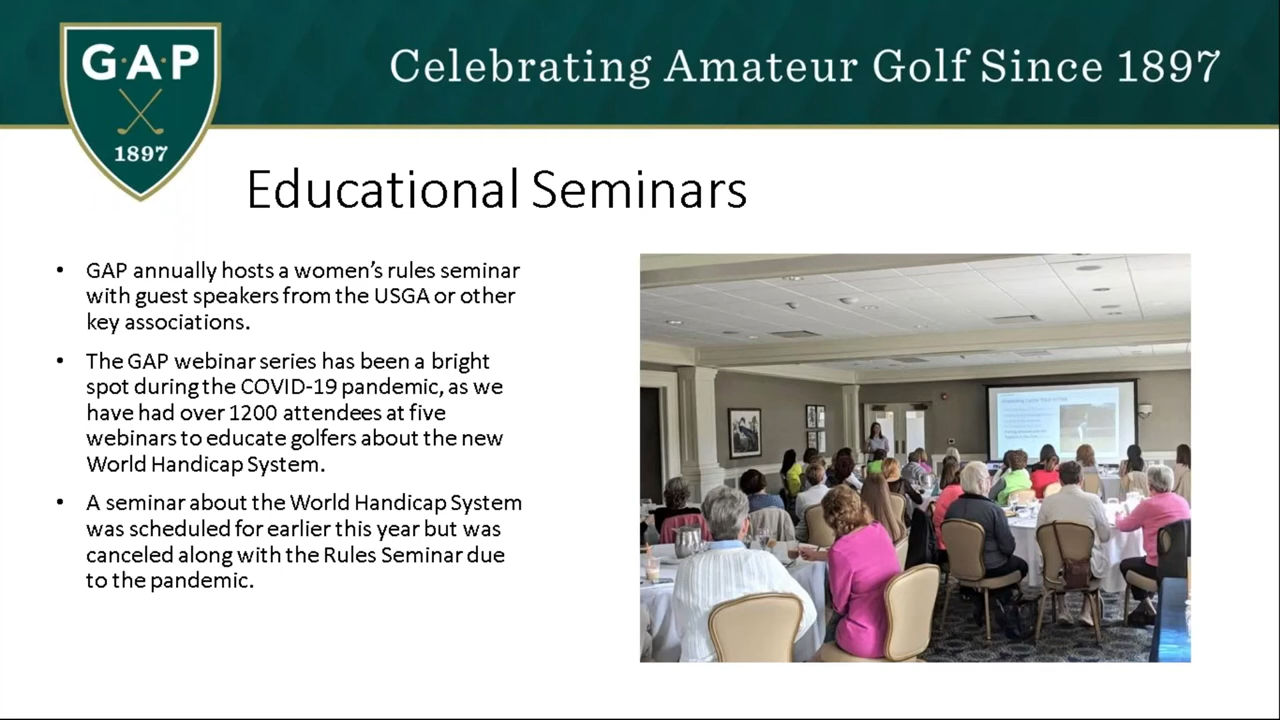 G·A·P
1897
Celebrating Amateur Golf Since 1897
Educational Seminars
• GAP annually hosts a women's rules seminar
with guest speakers from the USGA or other
key associations.
• The GAP webinar series has been a bright
spot during the COVID-19 pandemic, as we
have had over 1200 attendees at five
webinars to educate golfers about the new
World Handicap System.
• A seminar about the World Handicap System
was scheduled for earlier this year but was
canceled along with the Rules Seminar due
to the pandemic.